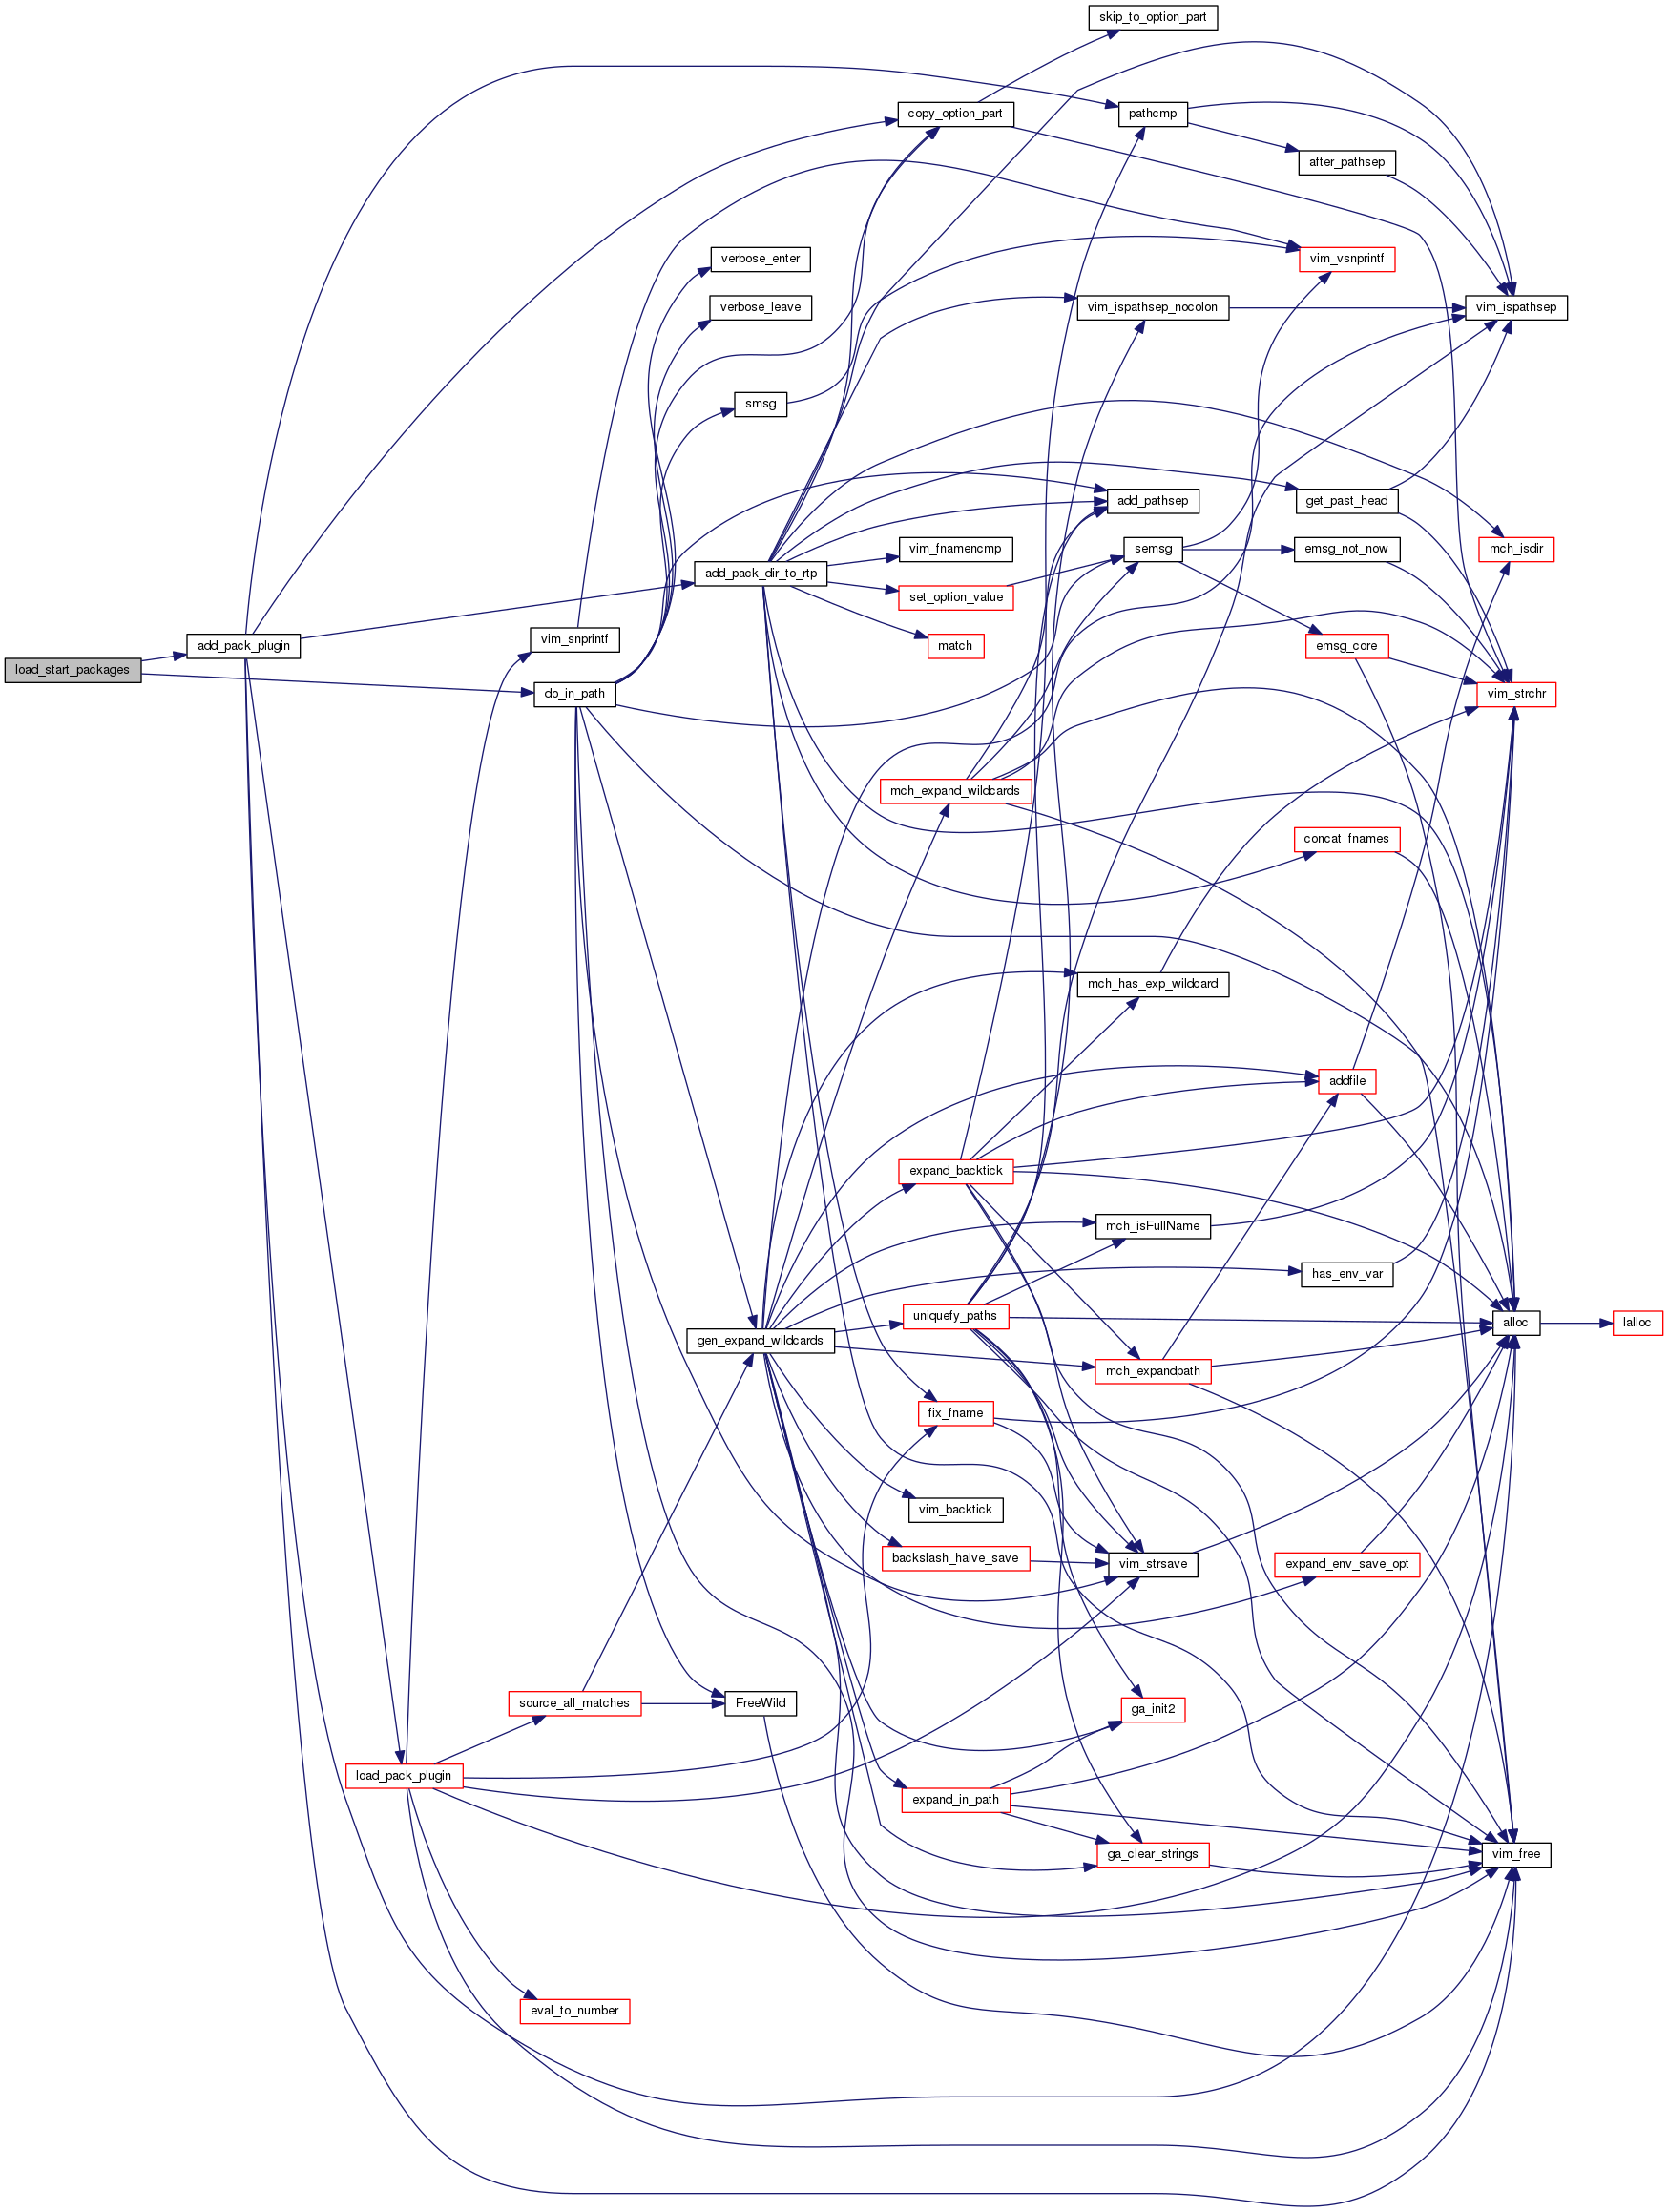 skip_to_option_part
copy_option_part
pathcmp
after_pathsep
verbose_enter
vim_vsnprintf
verbose_leave
vim_ispathsep_nocolon
vim_ispathsep
smsg
add_pathsep
get_past_head
vim_fnamencmp
semsg
emsg_not_now
mch_isdir
add_pack_dir_to_rtp
set_option_value
add_pack_plugin
vim_snprintf
match
emsg_core
load_start_packages
do_in_path
vim_strchr
mch_expand_wildcards
concat_fnames
mch_has_exp_wildcard
addfile
expand_backtick
mch_isFullName
has_env_var
uniquefy_paths
alloc
lalloc
gen_expand_wildcards
mch_expandpath
fix_fname
vim_backtick
backslash_halve_save
vim_strsave
expand_env_save_opt
source_all_matches
FreeWild
ga_init2
load_pack_plugin
expand_in_path
ga_clear_strings
vim_free
eval_to_number